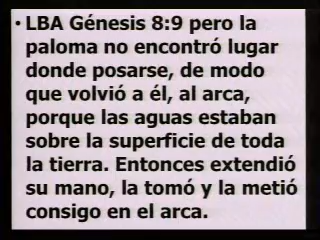 • LBA Génesis 8:9 pero la
paloma no encontró lugar
donde posarse, de modo
que volvió a él, al arca,
porque las aguas estaban
sobre la superficie de toda
la tierra. Entonces extendió
su mano, la tomó y la metió
consigo en el arca.